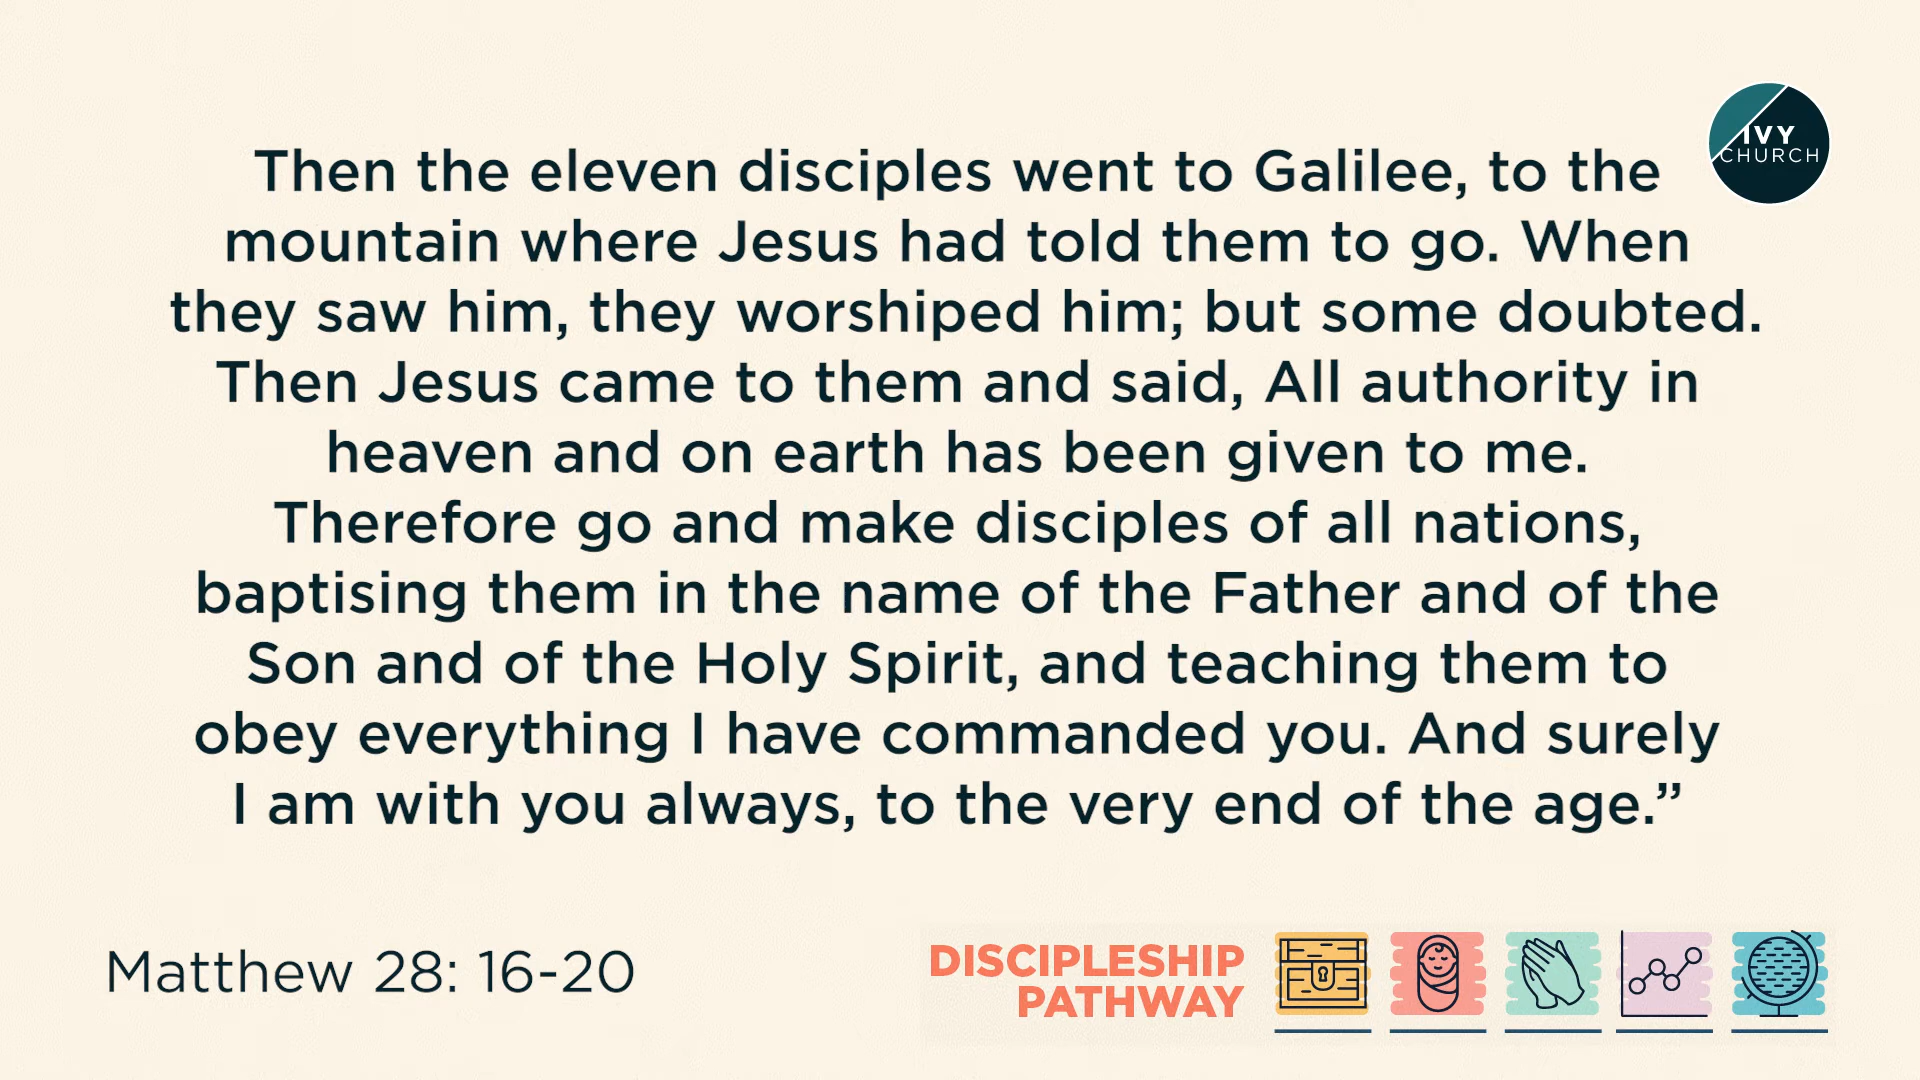 IVY
CHURCH
Then the eleven disciples went to Galilee, to the
mountain where Jesus had told them to go. When
they saw him, they worshiped him; but some doubted.
Then Jesus came to them and said, All authority in
heaven and on earth has been given to me.
Therefore go and make disciples of all nations,
baptising them in the name of the Father and of the
Son and of the Holy Spirit, and teaching them to
obey everything I have commanded you. And surely
I am with you always, to the very end of the age.”
Matthew 28: 16-20
DISCIPLESHIP
PATHWAY